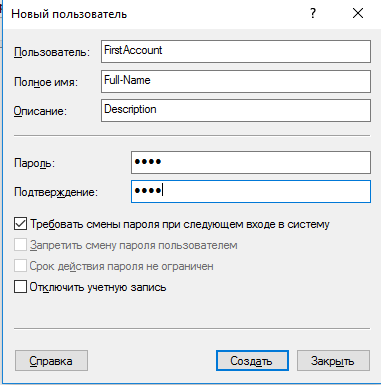 Новый пользователь ? ×
Пользователь: FirstAccount
Полное имя: Full-Name
Описание: Description
Пароль: ●●●●
Подтверждение: ●●●●
Требовать смены пароля при следующем входе в систему
Запретить смену пароля пользователем
Срок действия пароля не ограничен
Отключить учетную запись
Справка Создать Закрыть